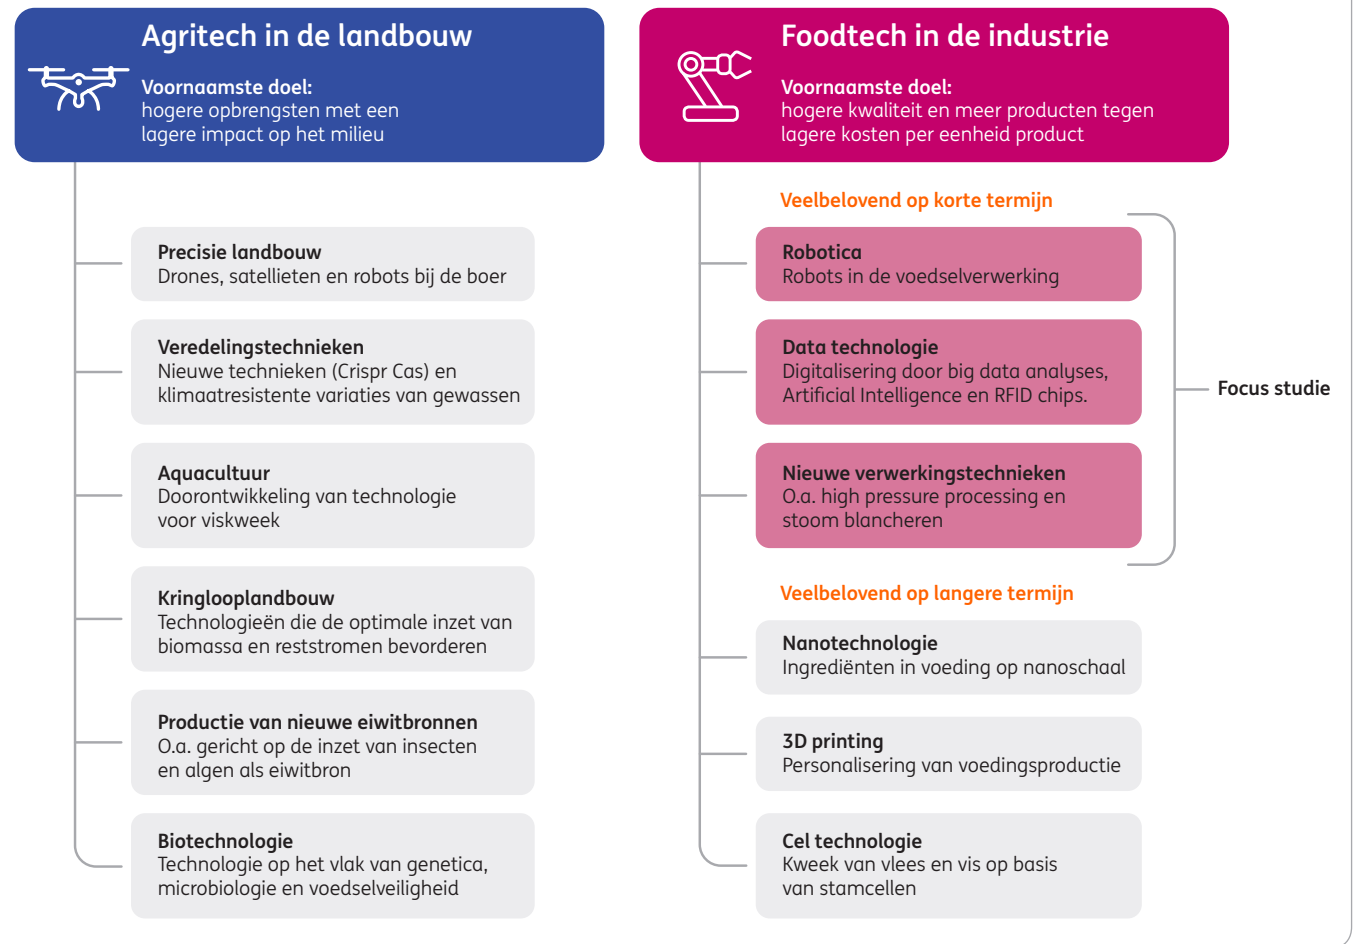 Agritech in de landbouw
Voornaamste doel:
hogere opbrengsten met een
lagere impact op het milieu
Precisie landbouw
Drones, satellieten en robots bij de boer
Veredelingstechnieken
Nieuwe technieken (Crispr Cas) en
klimaatresistente variaties van gewassen
Aquacultuur
Doorontwikkeling van technologie
voor viskweek
Kringlooplandbouw
Technologieën die de optimale inzet van
biomassa en reststromen bevorderen
Productie van nieuwe eiwitbronnen
O.a. gericht op de inzet van insecten
en algen als eiwitbron
Biotechnologie
Technologie op het vlak van genetica,
microbiologie en voedselveiligheid
Foodtech in de industrie
Voornaamste doel:
hogere kwaliteit en meer producten tegen
lagere kosten per eenheid product
Veelbelovend op korte termijn
Robotica
Robots in de voedselverwerking
Data technologie
Digitalisering door big data analyses,
Artificial Intelligence en RFID chips.
Nieuwe verwerkingstechnieken
O.a. high pressure processing en
stoom blancheren
Focus studie
Veelbelovend op langere termijn
Nanotechnologie
Ingrediënten in voeding op nanoschaal
3D printing
Personalisering van voedingsproductie
Cel technologie
Kweek van vlees en vis op basis
van stamcellen